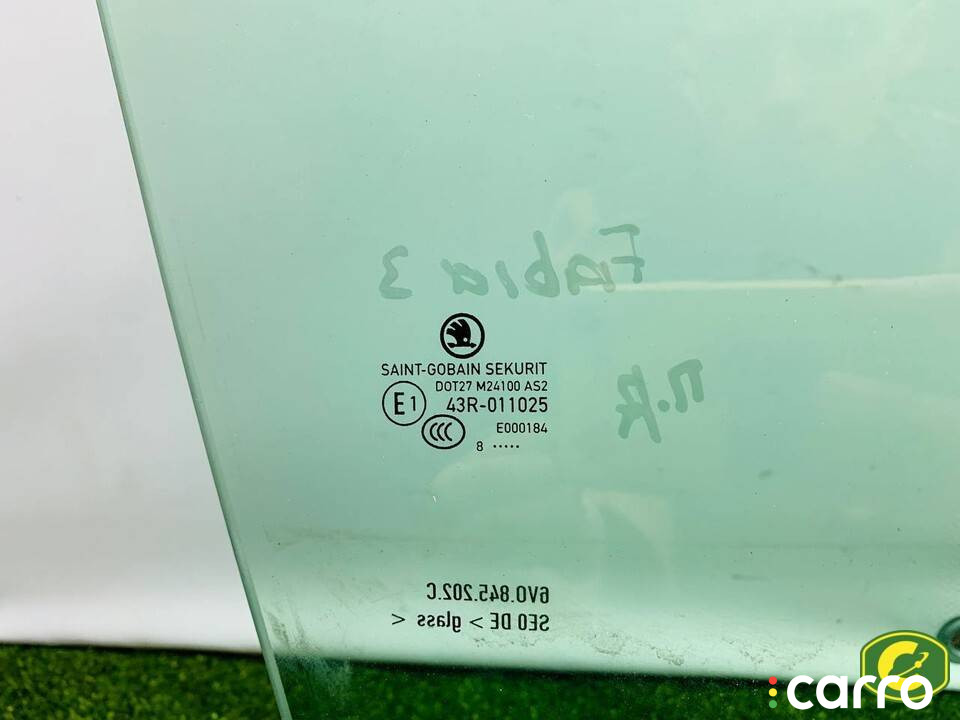 Fabia 3
SAINT-GOBAIN SEKURIT
DOT27 M24100 AS2
E1 43R-011025
CCC E000184
8 .....
6V0.845.202.C
SEO DE > glass <
carro